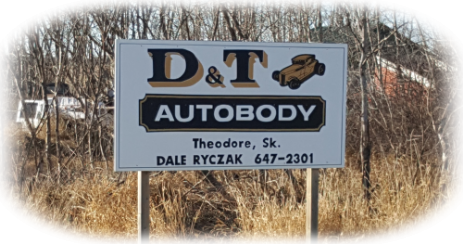 D & T
AUTOBODY
Theodore, Sk.
DALE RYCZAK 647-2301